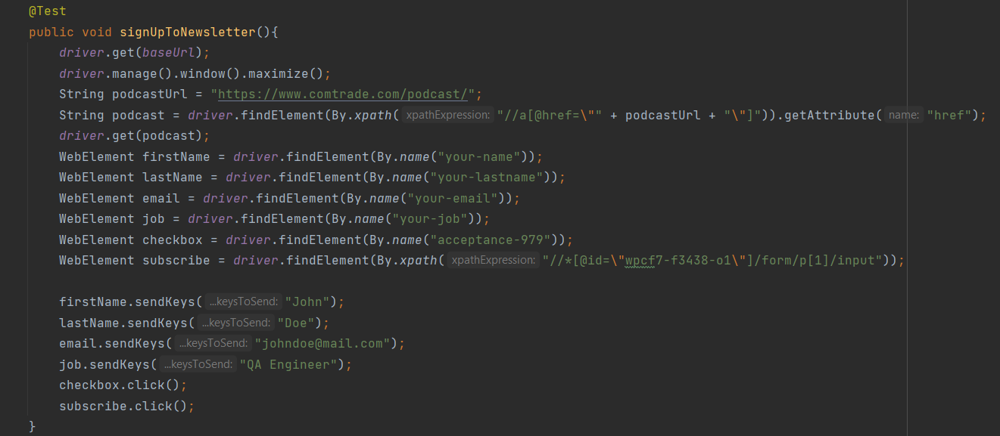 @Test
public void signUpToNewsletter(){
driver.get(baseUrl);
driver.manage().window().maximize();
String podcastUrl = "https://www.comtrade.com/podcast/";
String podcast = driver.findElement(By.xpath( xpathExpression: "//a[@href=\"" + podcastUrl + "\"]")).getAttribute( name: "href");
driver.get(podcast);
WebElement firstName = driver.findElement(By.name("your-name"));
WebElement lastName = driver.findElement(By.name("your-lastname"));
WebElement email = driver.findElement(By.name("your-email"));
WebElement job = driver.findElement(By.name("your-job"));
WebElement checkbox = driver.findElement(By.name("acceptance-979"));
WebElement subscribe = driver.findElement(By.xpath( xpathExpression: "//*[@id=\"wpcf7-f3438-o1\"]/form/p[1]/input"));
firstName.sendKeys( ...keysToSend: "John");
lastName.sendKeys( ...keysToSend: "Doe");
email.sendKeys( ...keysToSend: "johndoe@mail.com");
job.sendKeys( ...keysToSend: "QA Engineer");
checkbox.click();
subscribe.click();
}